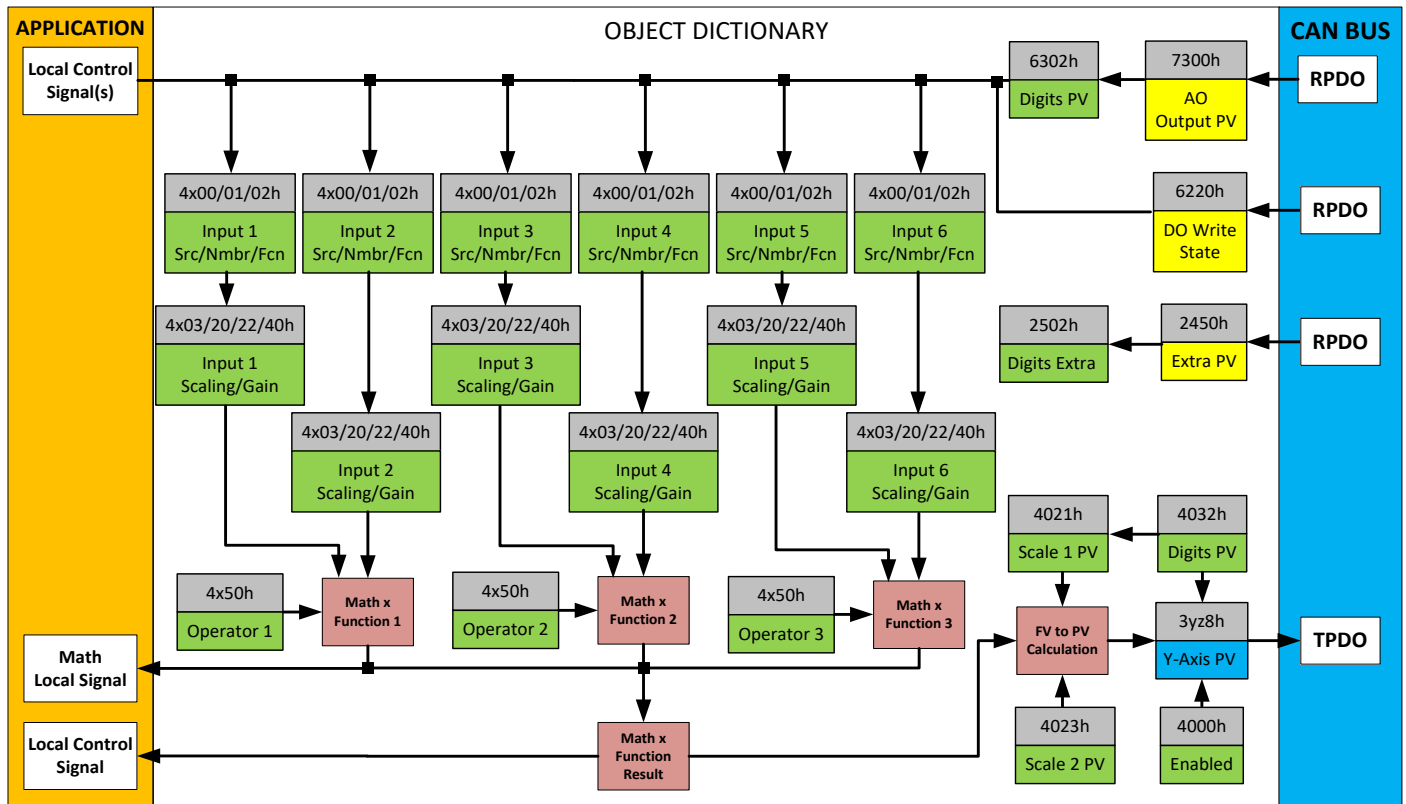 APPLICATION
OBJECT DICTIONARY
CAN BUS
Local Control
Signal(s)
6302h
Digits PV
7300h
AO
Output PV
RPDO
4x00/01/02h
Input 1
Src/Nmbr/Fcn
4x00/01/02h
Input 2
Src/Nmbr/Fcn
4x00/01/02h
Input 3
Src/Nmbr/Fcn
4x00/01/02h
Input 4
Src/Nmbr/Fcn
4x00/01/02h
Input 5
Src/Nmbr/Fcn
4x00/01/02h
Input 6
Src/Nmbr/Fcn
6220h
DO Write
State
RPDO
4x03/20/22/40h
Input 1
Scaling/Gain
4x03/20/22/40h
Input 3
Scaling/Gain
4x03/20/22/40h
Input 5
Scaling/Gain
2502h
Digits Extra
2450h
Extra PV
RPDO
4x03/20/22/40h
Input 2
Scaling/Gain
4x03/20/22/40h
Input 4
Scaling/Gain
4x03/20/22/40h
Input 6
Scaling/Gain
4021h
Scale 1 PV
4032h
Digits PV
4x50h
Operator 1
Math x
Function 1
4x50h
Operator 2
Math x
Function 2
4x50h
Operator 3
Math x
Function 3
FV to PV
Calculation
3yz8h
Y-Axis PV
TPDO
Math
Local Signal
Local Control
Signal
Math x
Function
Result
4023h
Scale 2 PV
4000h
Enabled